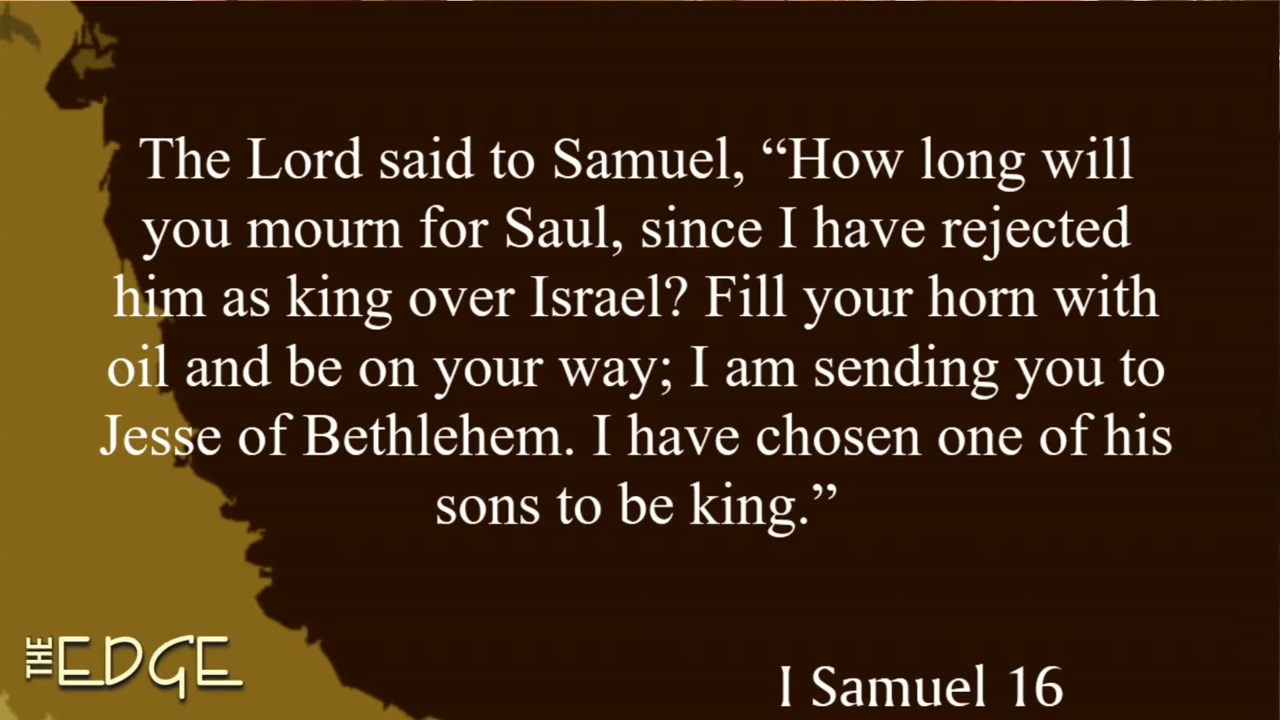 The Lord said to Samuel, “How long will
you mourn for Saul, since I have rejected
him as king over Israel? Fill your horn with
oil and be on your way; I am sending you to
Jesse of Bethlehem. I have chosen one of his
sons to be king.”
THE EDGE
I Samuel 16